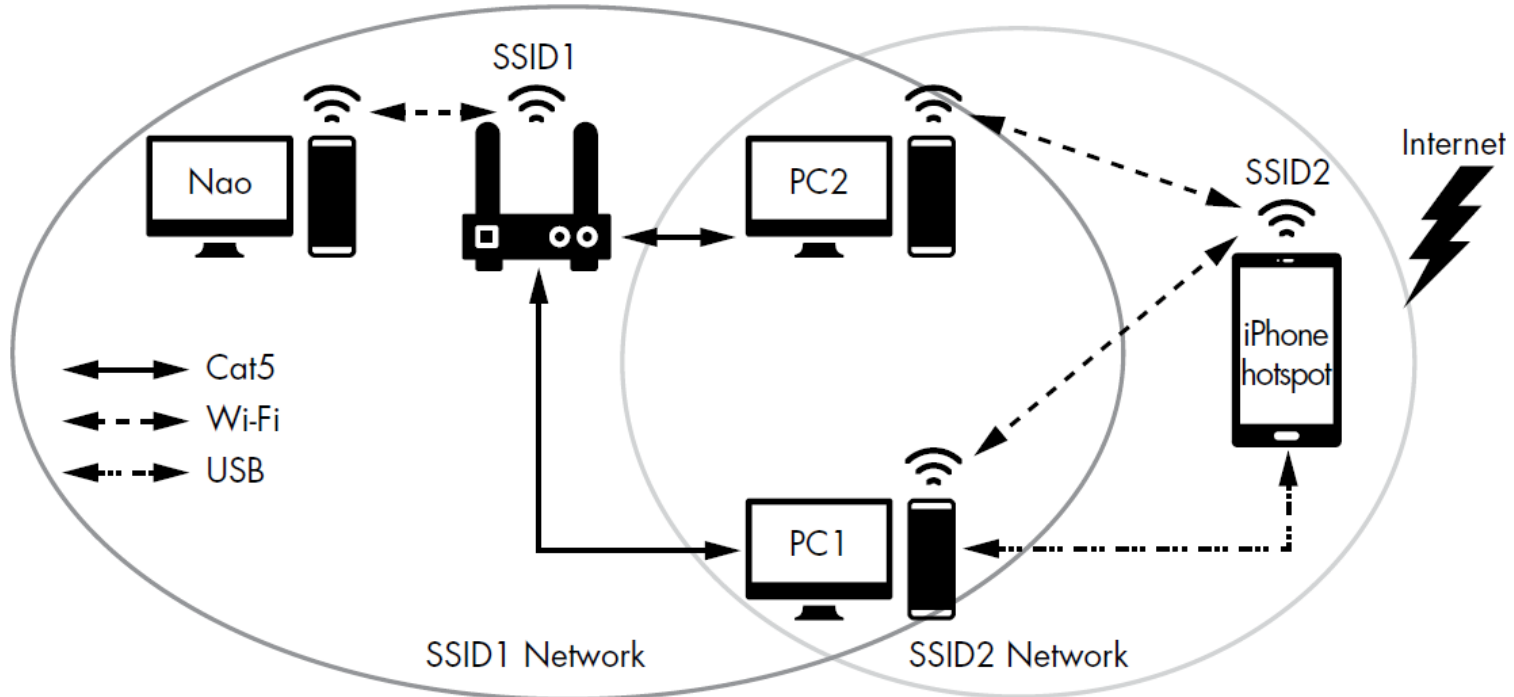 SSID1
Internet
Nao
PC2
SSID2
iPhone
hotspot
Cat5
Wi-Fi
USB
PC1
SSID1 Network
SSID2 Network